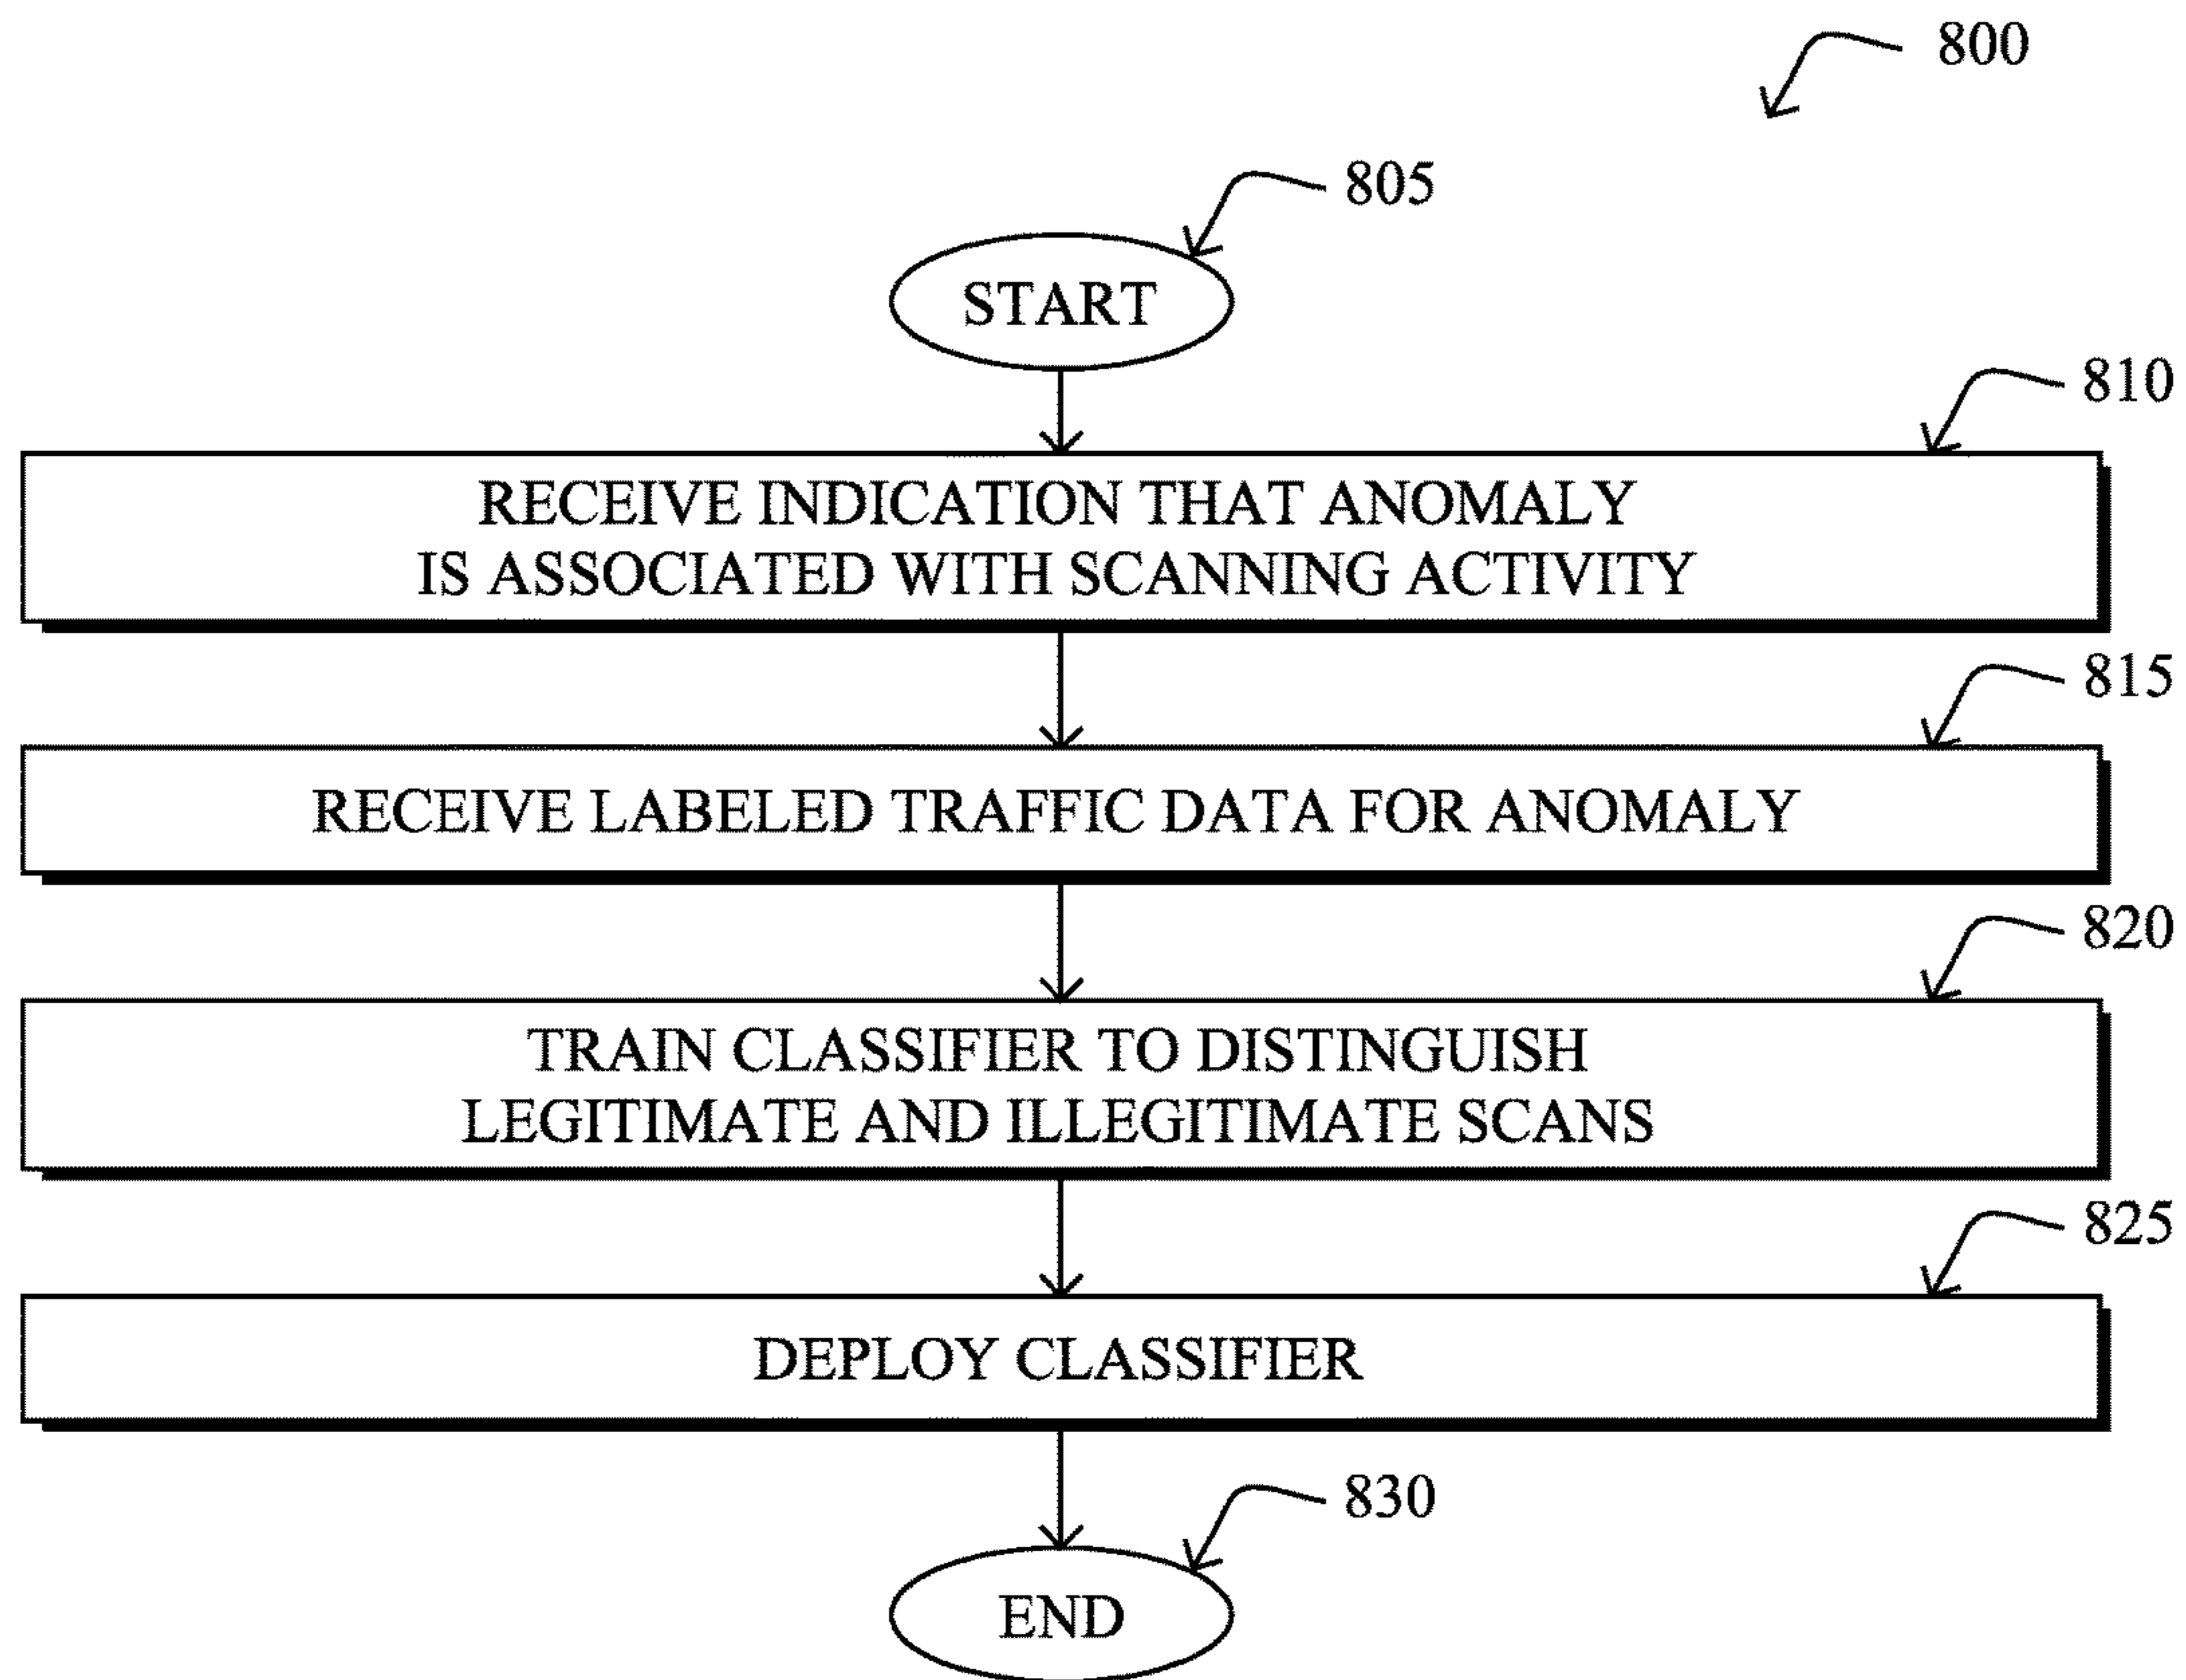 800
805
START
810
RECEIVE INDICATION THAT ANOMALY
IS ASSOCIATED WITH SCANNING ACTIVITY
815
RECEIVE LABELED TRAFFIC DATA FOR ANOMALY
820
TRAIN CLASSIFIER TO DISTINGUISH
LEGITIMATE AND ILLEGITIMATE SCANS
825
DEPLOY CLASSIFIER
830
END